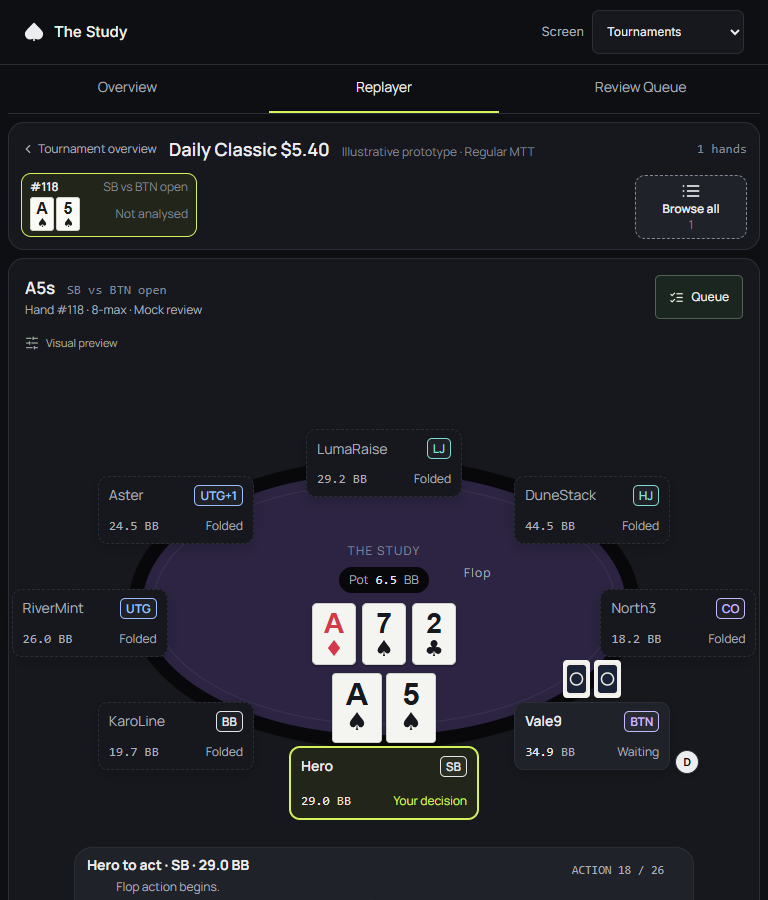 The Study
Screen
Tournaments
Overview
Replayer
Review Queue
Tournament overview
Daily Classic $5.40
Illustrative prototype · Regular MTT
1 hands
#118
SB vs BTN open
A
5
Not analysed
Browse all
1
A5s
SB vs BTN open
Hand #118 · 8-max · Mock review
Queue
Visual preview
LumaRaise
LJ
29.2 BB
Folded
Aster
UTG+1
24.5 BB
Folded
DuneStack
HJ
44.5 BB
Folded
THE STUDY
Pot 6.5 BB
Flop
RiverMint
UTG
26.0 BB
Folded
North3
CO
18.2 BB
Folded
A
7
2
A
5
KaroLine
BB
19.7 BB
Folded
Vale9
BTN
34.9 BB
Waiting
D
Hero
SB
29.0 BB
Your decision
Hero to act · SB · 29.0 BB
ACTION 18 / 26
Flop action begins.